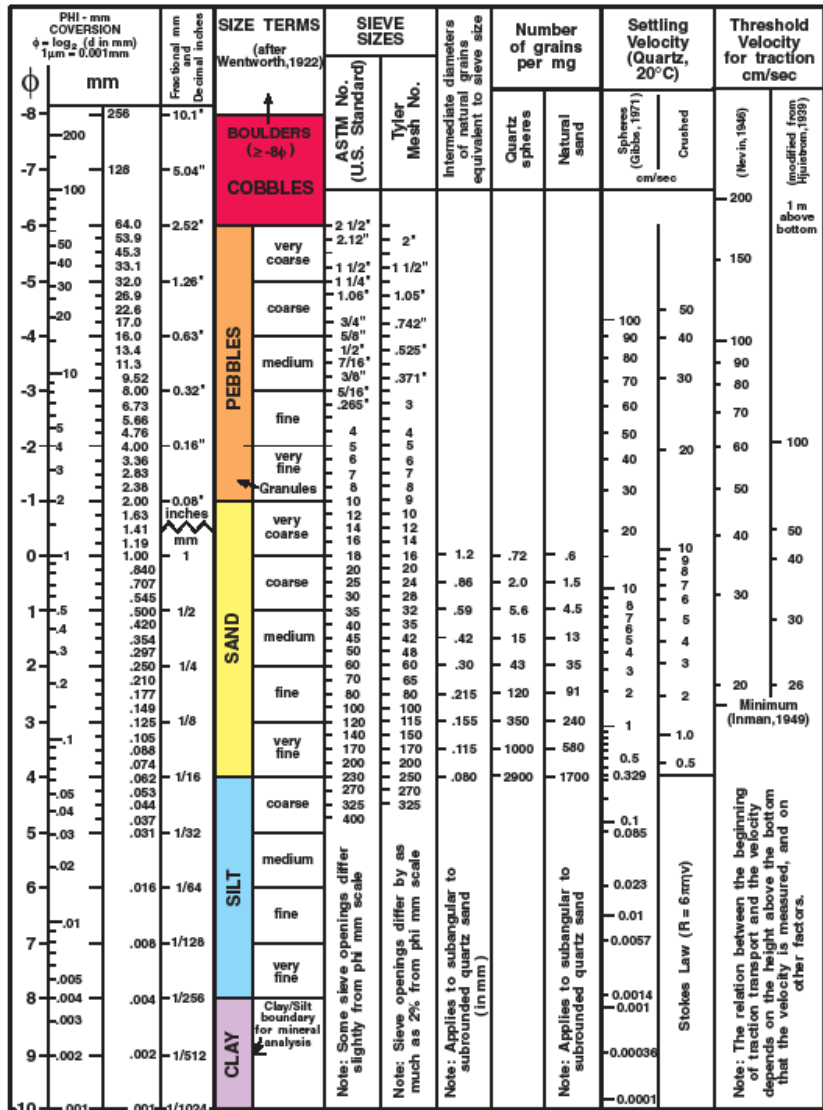 PHI - mm
COVERSION
ϕ = log₂ (d in mm)
1μm = 0.001mm
ϕ
mm
Fractional mm
and
Decimal inches
SIZE TERMS
(after
Wentworth,1922)
SIEVE
SIZES
ASTM No.
(U.S. Standard)
Tyler
Mesh No.
Intermediate diameters
of natural grains
equivalent to sieve size
Number
of grains
per mg
Quartz
spheres
Natural
sand
Settling
Velocity
(Quartz,
20°C)
Spheres
(Gibbs, 1971)
Crushed
cm/sec
Threshold
Velocity
for traction
cm/sec
(Nevin,1946)
(modified from
Hjuistrom,1939)
1 m
above
bottom
-8
-7
-6
-5
-4
-3
-2
-1
0
1
2
3
4
5
6
7
8
9
10
200
100
50
40
30
20
10
5
4
3
2
1
.5
.4
.3
.2
.1
.05
.04
.03
.02
.01
.005
.004
.003
.002
.001
256
128
64.0
53.9
45.3
33.1
32.0
26.9
22.6
17.0
16.0
13.4
11.3
9.52
8.00
6.73
5.66
4.76
4.00
3.36
2.83
2.38
2.00
1.63
1.41
1.19
1.00
.840
.707
.545
.500
.420
.354
.297
.250
.210
.177
.149
.125
.105
.088
.074
.062
.053
.044
.037
.031
.016
.008
.004
.002
.001
10.1"
5.04"
2.52"
1.26"
0.63"
0.32"
0.16"
0.08"
inches
mm
1
1/2
1/4
1/8
1/16
1/32
1/64
1/128
1/256
1/512
1/1024
BOULDERS
(≥ -8ϕ)
COBBLES
PEBBLES
very
coarse
coarse
medium
fine
very
fine
Granules
SAND
very
coarse
coarse
medium
fine
very
fine
SILT
coarse
medium
fine
very
fine
CLAY
Clay/Silt
boundary
for mineral
analysis
2 1/2"
2.12"
1 1/2"
1 1/4"
1.06"
3/4"
5/8"
1/2"
7/16"
3/8"
5/16"
.265"
4
5
6
7
8
10
12
14
16
18
20
25
30
35
40
45
50
60
70
80
100
120
140
170
200
230
270
325
400
Note: Some sieve openings differ
slightly from phi mm scale
2"
1 1/2"
1.05"
.742"
.525"
.371"
3
4
5
6
7
8
9
10
12
14
16
20
24
28
32
35
42
48
60
65
80
100
115
150
170
200
250
270
325
Note: Sieve openings differ by as
much as 2% from phi mm scale
1.2
.86
.59
.42
.30
.215
.155
.115
.080
Note: Applies to subangular to
subrounded quartz sand
(in mm)
.72
2.0
5.6
15
43
120
350
1000
2900
.6
1.5
4.5
13
35
91
240
580
1700
Note: Applies to subangular to
subrounded quartz sand
100
90
80
70
60
50
40
30
20
10
8
7
6
5
4
3
2
1
0.5
0.329
0.1
0.085
0.023
0.01
0.0057
0.0014
0.001
0.00036
0.0001
50
40
30
20
10
9
8
7
6
5
4
3
2
1.0
0.5
Stokes Law (R = 6πrηv)
200
150
100
90
80
70
60
50
40
30
20
100
50
40
30
26
Minimum
(Inman,1949)
Note: The relation between the beginning
of traction transport and the velocity
depends on the height above the bottom
that the velocity is measured, and on
other factors.